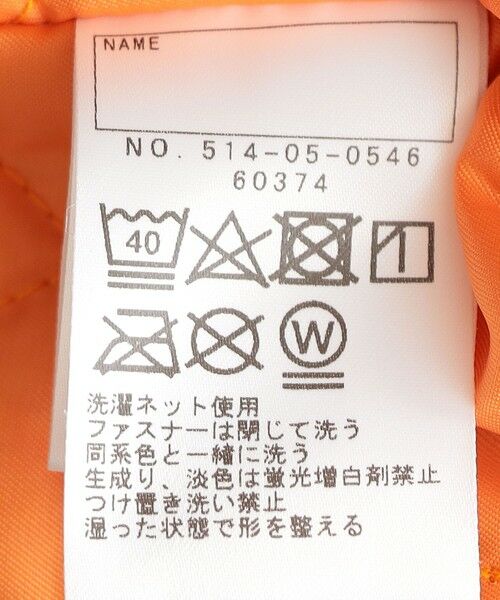 NAME
NO. 514-05-0546
60374
40
W
洗濯ネット使用
ファスナーは閉じて洗う
同系色と一緒に洗う
生成り、淡色は蛍光増白剤禁止
つけ置き洗い禁止
湿った状態で形を整える